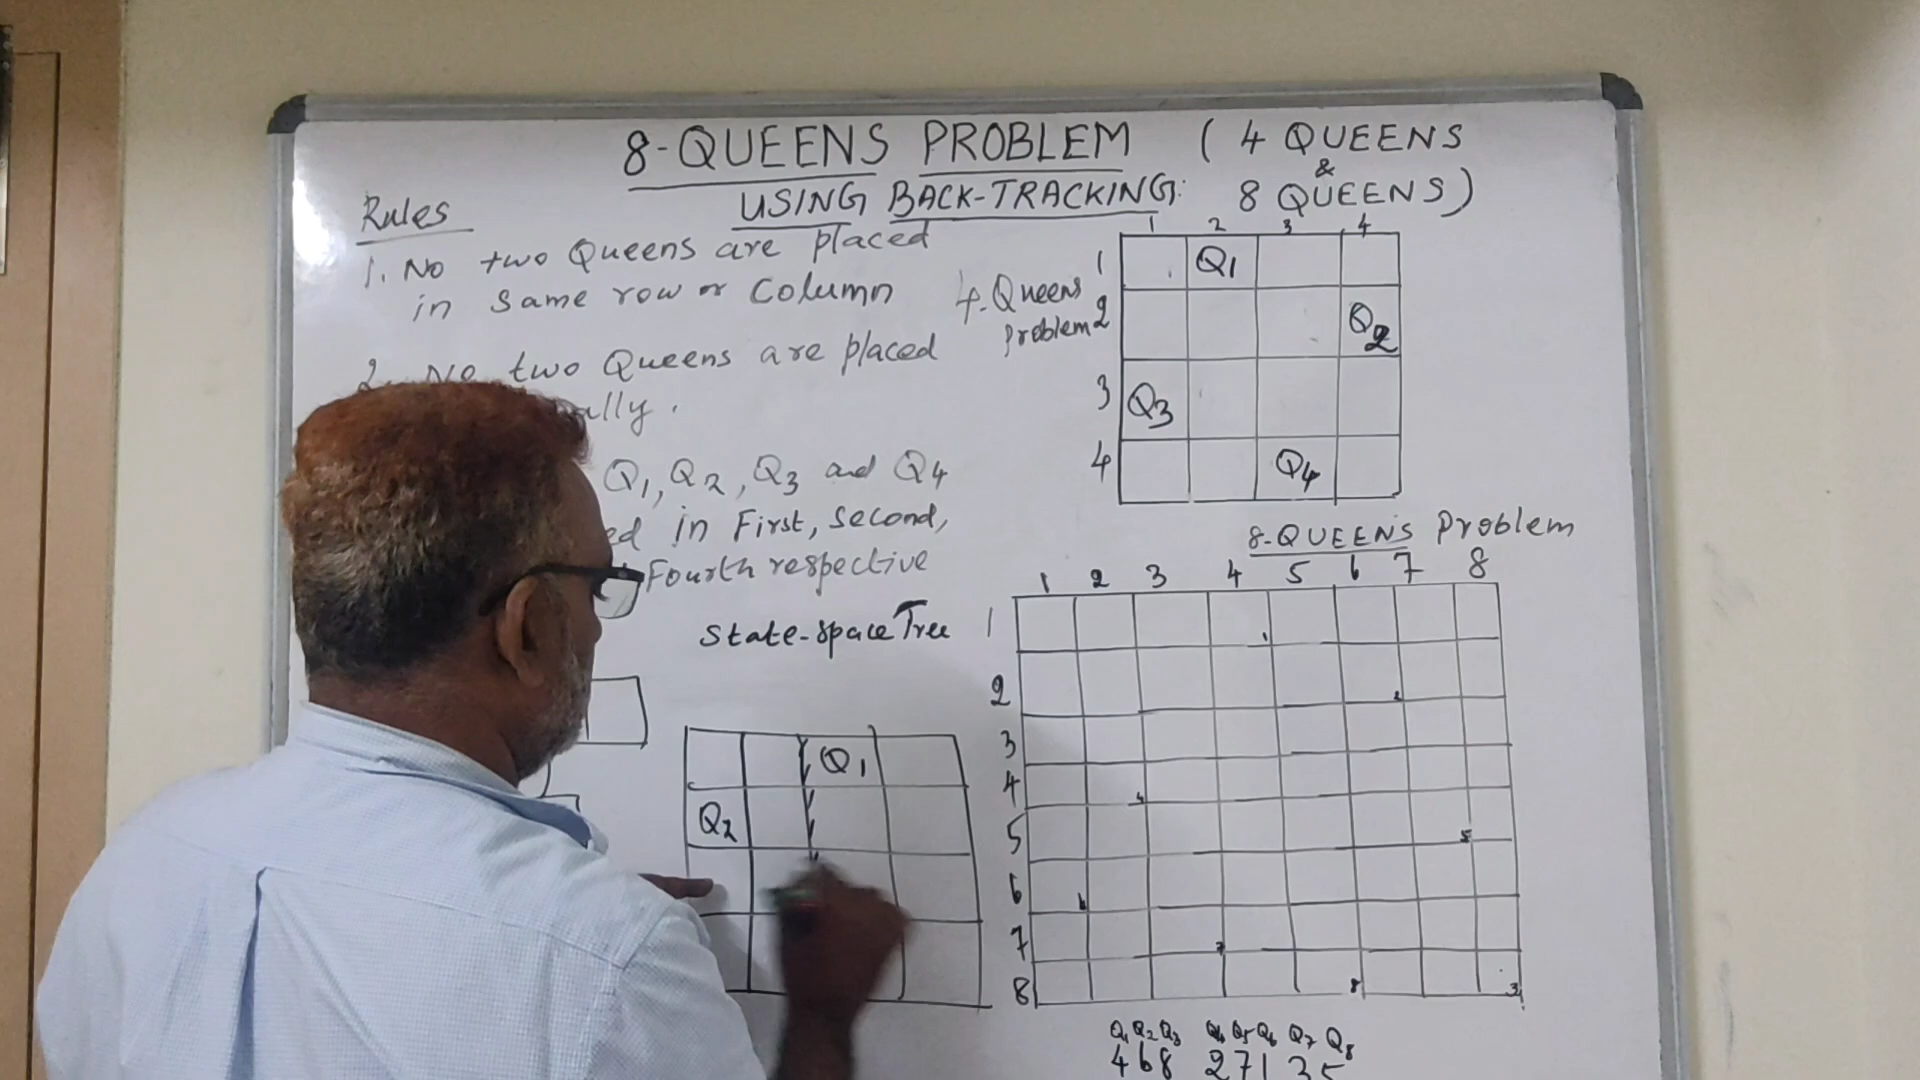 8-QUEENS PROBLEM ( 4 QUEENS
&
USING BACK-TRACKING: 8 QUEENS)
Rules
1. No two Queens are placed
in same row or Column
2. No two Queens are placed
ally.
Q1, Q2, Q3 and Q4
ed in First, Second,
Fourth respective
State-space Tree
4-Queens
Problem
1 2 3 4
1 Q1
2 Q2
3 Q3
4 Q4
Q1
Q2
8-QUEENS Problem
1 2 3 4 5 6 7 8
1
2
3
4
5
6
7
8
Q1 Q2 Q3 Q4 Q5 Q6 Q7 Q8
4 6 8 2 7 1 3 5